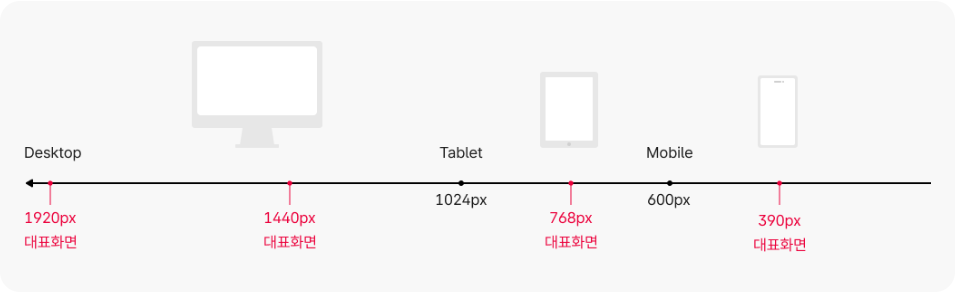 Desktop
Tablet
Mobile
1920px
대표화면
1440px
대표화면
1024px
768px
대표화면
600px
390px
대표화면